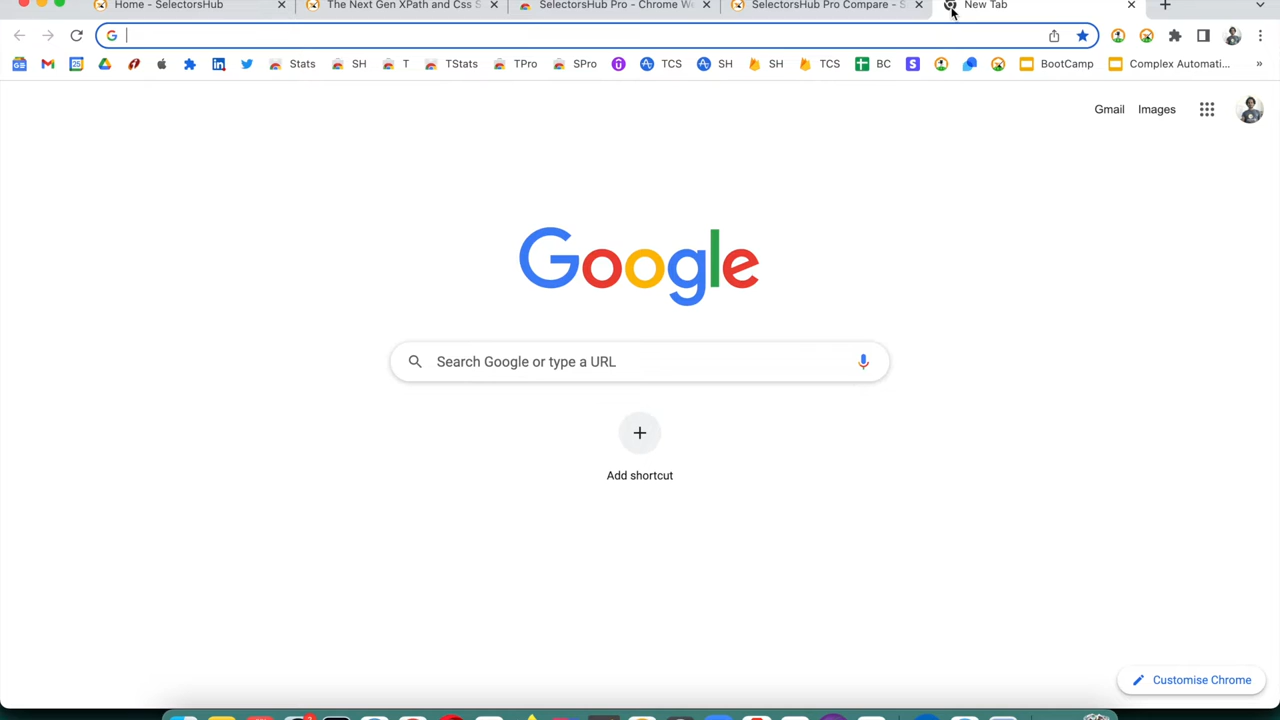 Home - SelectorsHub
The Next Gen XPath and Css S
SelectorsHub Pro - Chrome We
SelectorsHub Pro Compare - S
New Tab
Stats
SH
T
TStats
TPro
SPro
TCS
SH
SH
TCS
BC
BootCamp
Complex Automati...
Gmail
Images
Google
Search Google or type a URL
Add shortcut
Customise Chrome